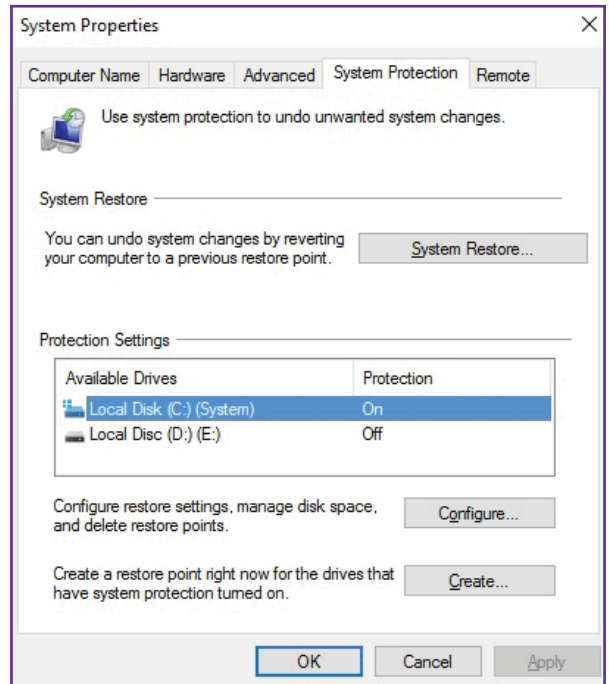 System Properties
Computer Name Hardware Advanced System Protection Remote
Use system protection to undo unwanted system changes.
System Restore
You can undo system changes by reverting
your computer to a previous restore point.
System Restore...
Protection Settings
Available Drives Protection
Local Disk (C:) (System) On
Local Disc (D:) (E:) Off
Configure restore settings, manage disk space,
and delete restore points.
Configure...
Create a restore point right now for the drives that
have system protection turned on.
Create...
OK Cancel Apply